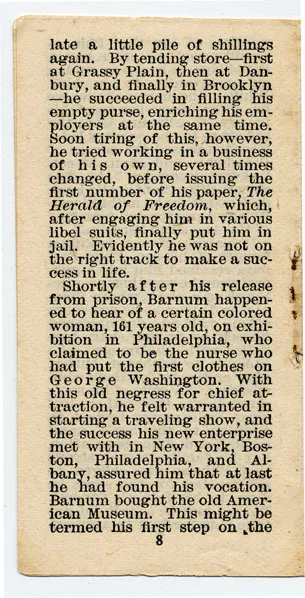 late a little pile of shillings
again. By tending store—first
at Grassy Plain, then at Dan-
bury, and finally in Brooklyn
—he succeeded in filling his
empty purse, enriching his em-
ployers at the same time.
Soon tiring of this, however,
he tried working in a business
of his own, several times
changed, before issuing the
first number of his paper, The
Herald of Freedom, which,
after engaging him in various
libel suits, finally put him in
jail. Evidently he was not on
the right track to make a suc-
cess in life.
Shortly after his release
from prison, Barnum happen-
ed to hear of a certain colored
woman, 161 years old, on exhi-
bition in Philadelphia, who
claimed to be the nurse who
had put the first clothes on
George Washington. With
this old negress for chief at-
traction, he felt warranted in
starting a traveling show, and
the success his new enterprise
met with in New York, Bos-
ton, Philadelphia, and Al-
bany, assured him that at last
he had found his vocation.
Barnum bought the old Amer-
ican Museum. This might be
termed his first step on the
8